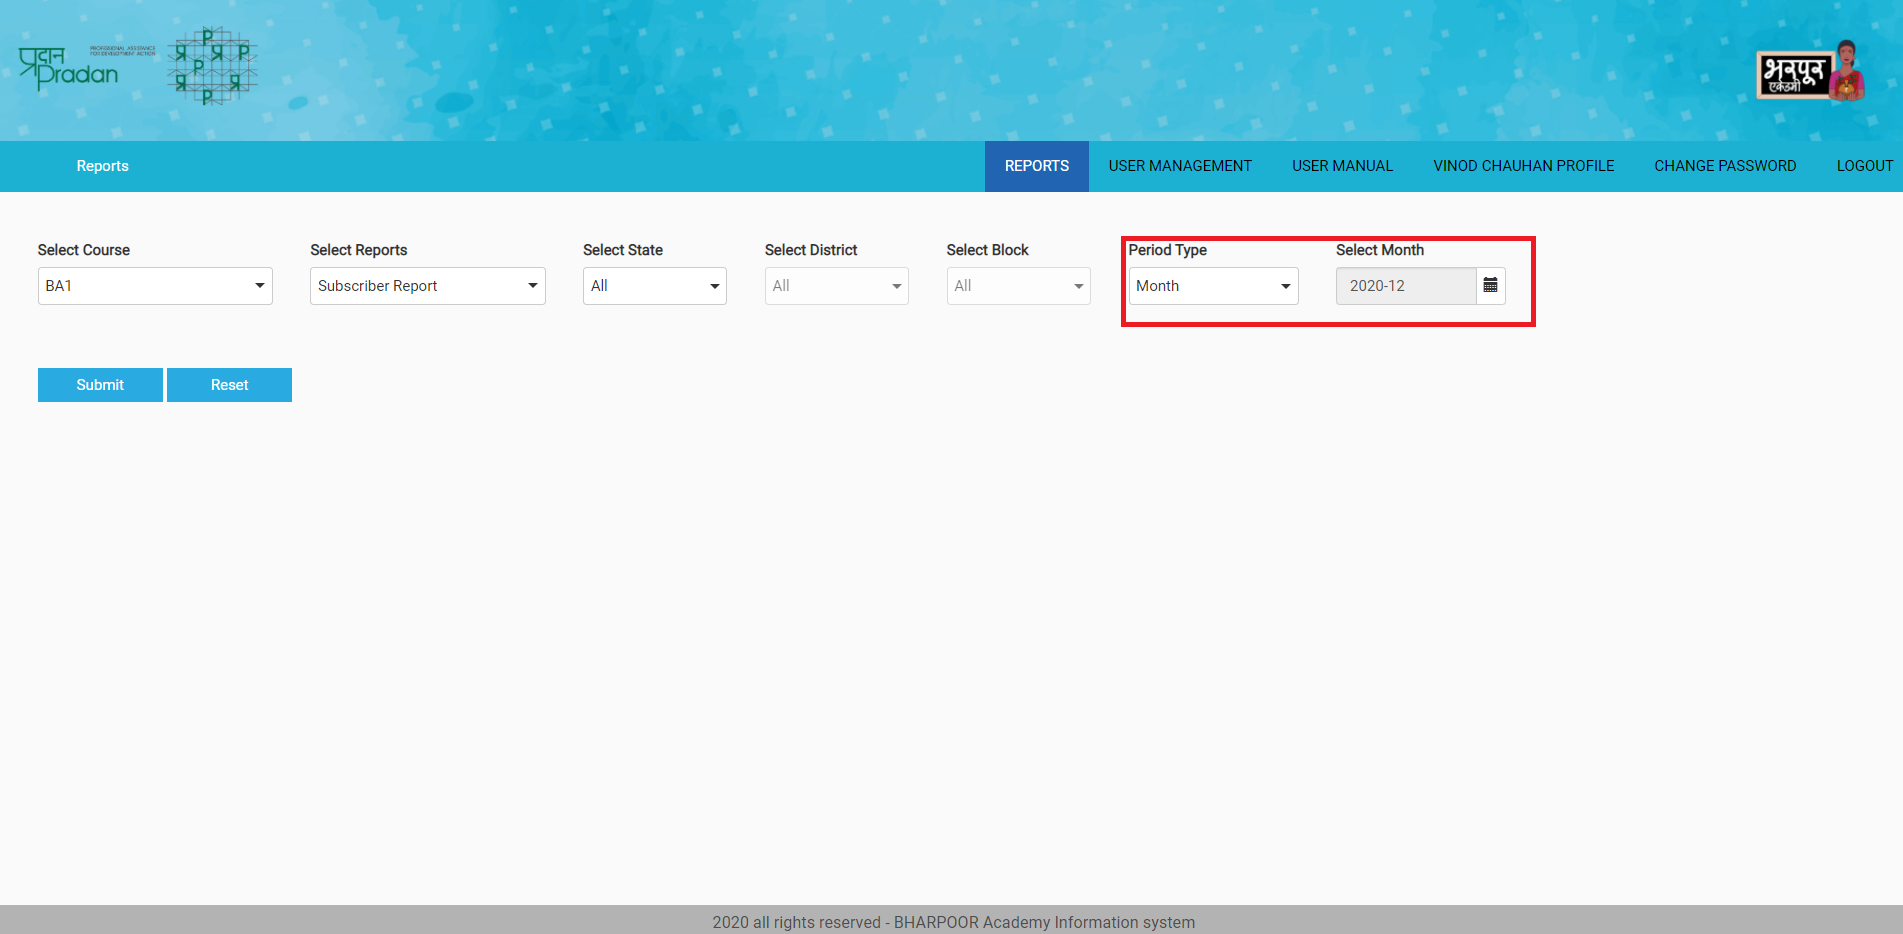 प्रदान
Pradan
PROFESSIONAL ASSISTANCE
FOR DEVELOPMENT ACTION
भरपूर
एकेडमी
Reports
REPORTS
USER MANAGEMENT
USER MANUAL
VINOD CHAUHAN PROFILE
CHANGE PASSWORD
LOGOUT
Select Course
Select Reports
Select State
Select District
Select Block
Period Type
Select Month
BA1
Subscriber Report
All
All
All
Month
2020-12
Submit
Reset
2020 all rights reserved - BHARPOOR Academy Information system